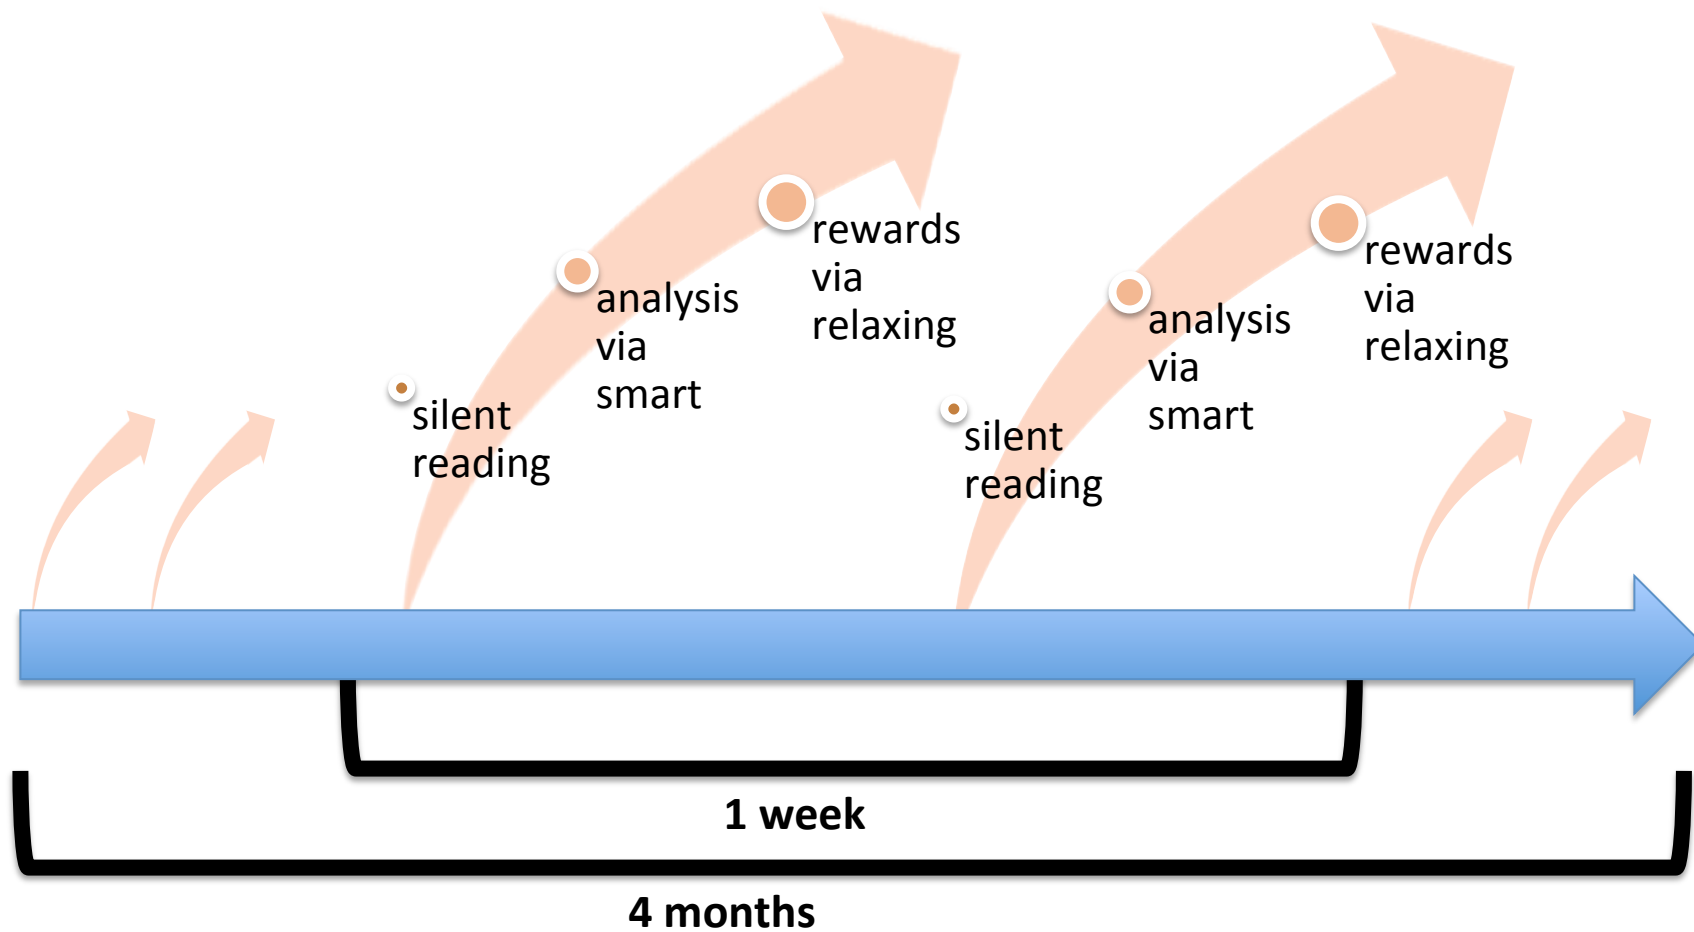 silent
reading
analysis
via
smart
rewards
via
relaxing
silent
reading
analysis
via
smart
rewards
via
relaxing
1 week
4 months